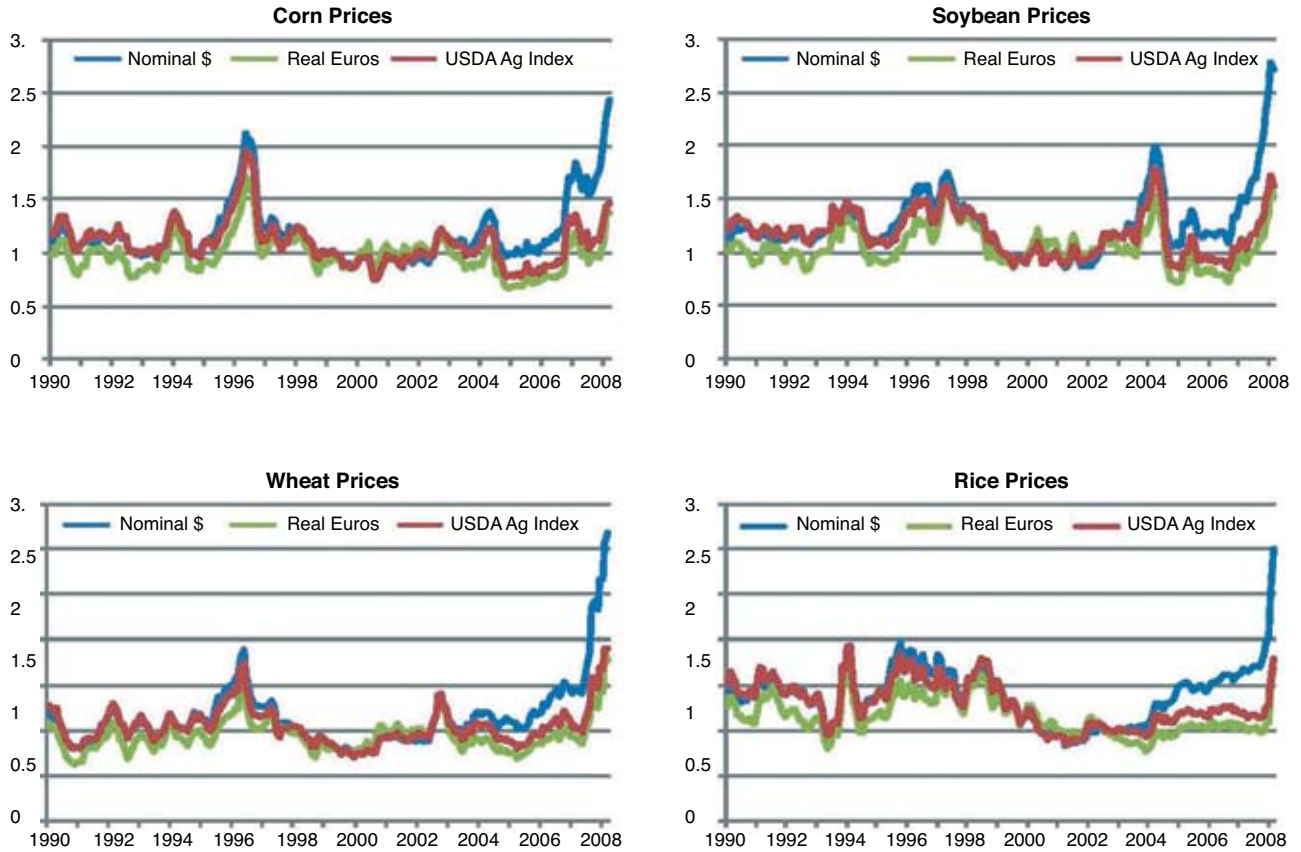 Corn Prices
3.
Nominal $ Real Euros USDA Ag Index
2.5
2
1.5
1
0.5
0
1990 1992 1994 1996 1998 2000 2002 2004 2006 2008
Soybean Prices
3.
Nominal $ Real Euros USDA Ag Index
2.5
2
1.5
1
0.5
0
1990 1992 1994 1996 1998 2000 2002 2004 2006 2008
Wheat Prices
3.
Nominal $ Real Euros USDA Ag Index
2.5
2
1.5
1
0.5
0
1990 1992 1994 1996 1998 2000 2002 2004 2006 2008
Rice Prices
3.
Nominal $ Real Euros USDA Ag Index
2.5
2
1.5
1
0.5
0
1990 1992 1994 1996 1998 2000 2002 2004 2006 2008